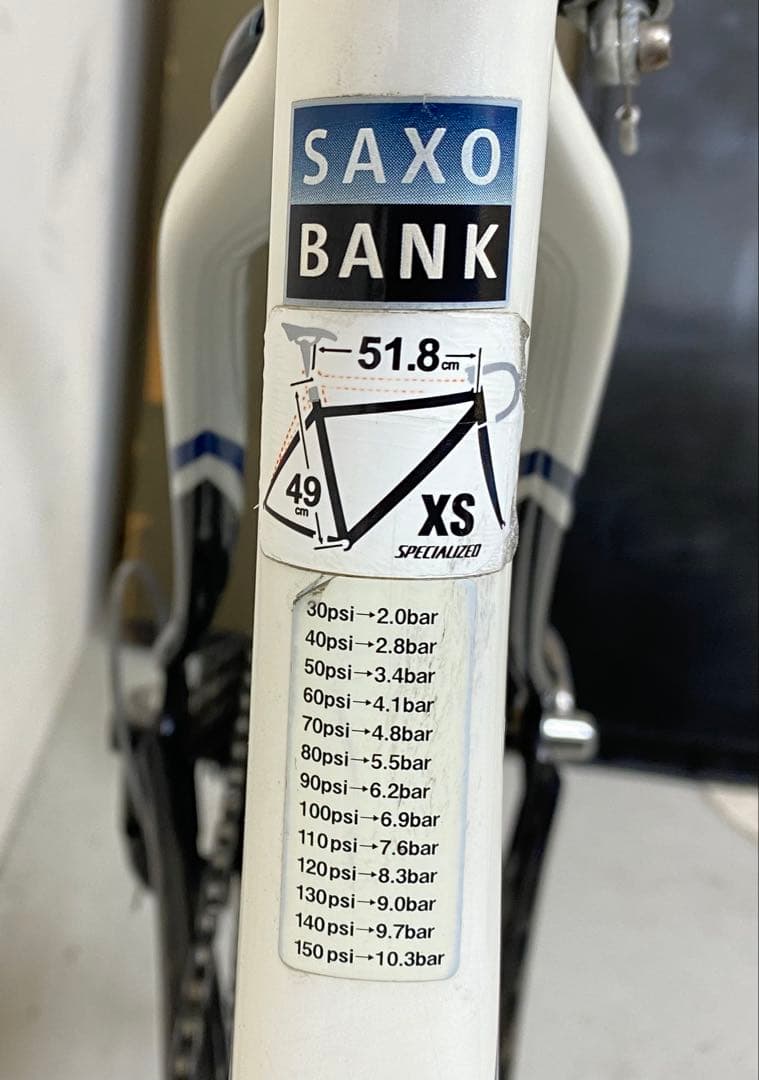 SAXO
BANK
51.8cm
49
cm
XS
SPECIALIZED
30psi→2.0bar
40psi→2.8bar
50psi→3.4bar
60psi→4.1bar
70psi→4.8bar
80psi→5.5bar
90psi→6.2bar
100psi→6.9bar
110psi→7.6bar
120psi→8.3bar
130psi→9.0bar
140psi→9.7bar
150psi→10.3bar